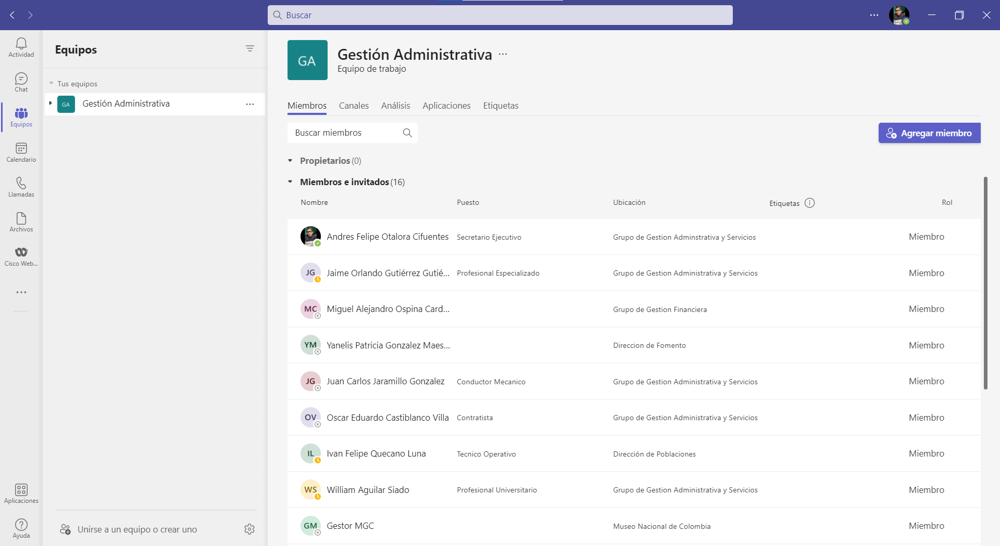 Buscar
Actividad
Chat
Equipos
Calendario
Llamadas
Archivos
Cisco Web...
Aplicaciones
Ayuda
Equipos
Tus equipos
GA
Gestión Administrativa
Unirse a un equipo o crear uno
GA
Gestión Administrativa
Equipo de trabajo
Miembros Canales Análisis Aplicaciones Etiquetas
Buscar miembros
Agregar miembro
Propietarios (0)
Miembros e invitados (16)
Nombre Puesto Ubicación Etiquetas Rol
Andres Felipe Otalora Cifuentes Secretario Ejecutivo Grupo de Gestion Adminstrativa y Servicios Miembro
JG Jaime Orlando Gutiérrez Gutié... Profesional Especializado Grupo de Gestion Administrativa y Servicios Miembro
MC Miguel Alejandro Ospina Card... Grupo de Gestion Financiera Miembro
YM Yanelis Patricia Gonzalez Maes... Direccion de Fomento Miembro
JG Juan Carlos Jaramillo Gonzalez Conductor Mecanico Grupo de Gestion Administrativa y Servicios Miembro
OV Oscar Eduardo Castiblanco Villa Contratista Grupo de Gestion Administrativa y Servicios Miembro
IL Ivan Felipe Quecano Luna Tecnico Operativo Dirección de Poblaciones Miembro
WS William Aguilar Siado Profesional Universitario Grupo de Gestion Administrativa y Servicios Miembro
GM Gestor MGC Museo Nacional de Colombia Miembro